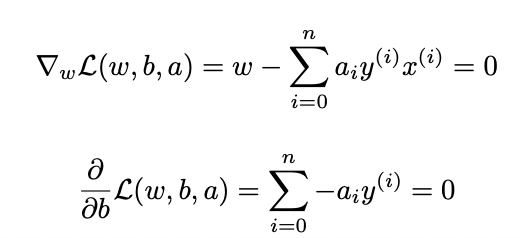 ∇_w ℒ(w, b, a) = w − ∑_{i=0}^{n} a_i y^{(i)} x^{(i)} = 0
∂/∂b ℒ(w, b, a) = ∑_{i=0}^{n} −a_i y^{(i)} = 0